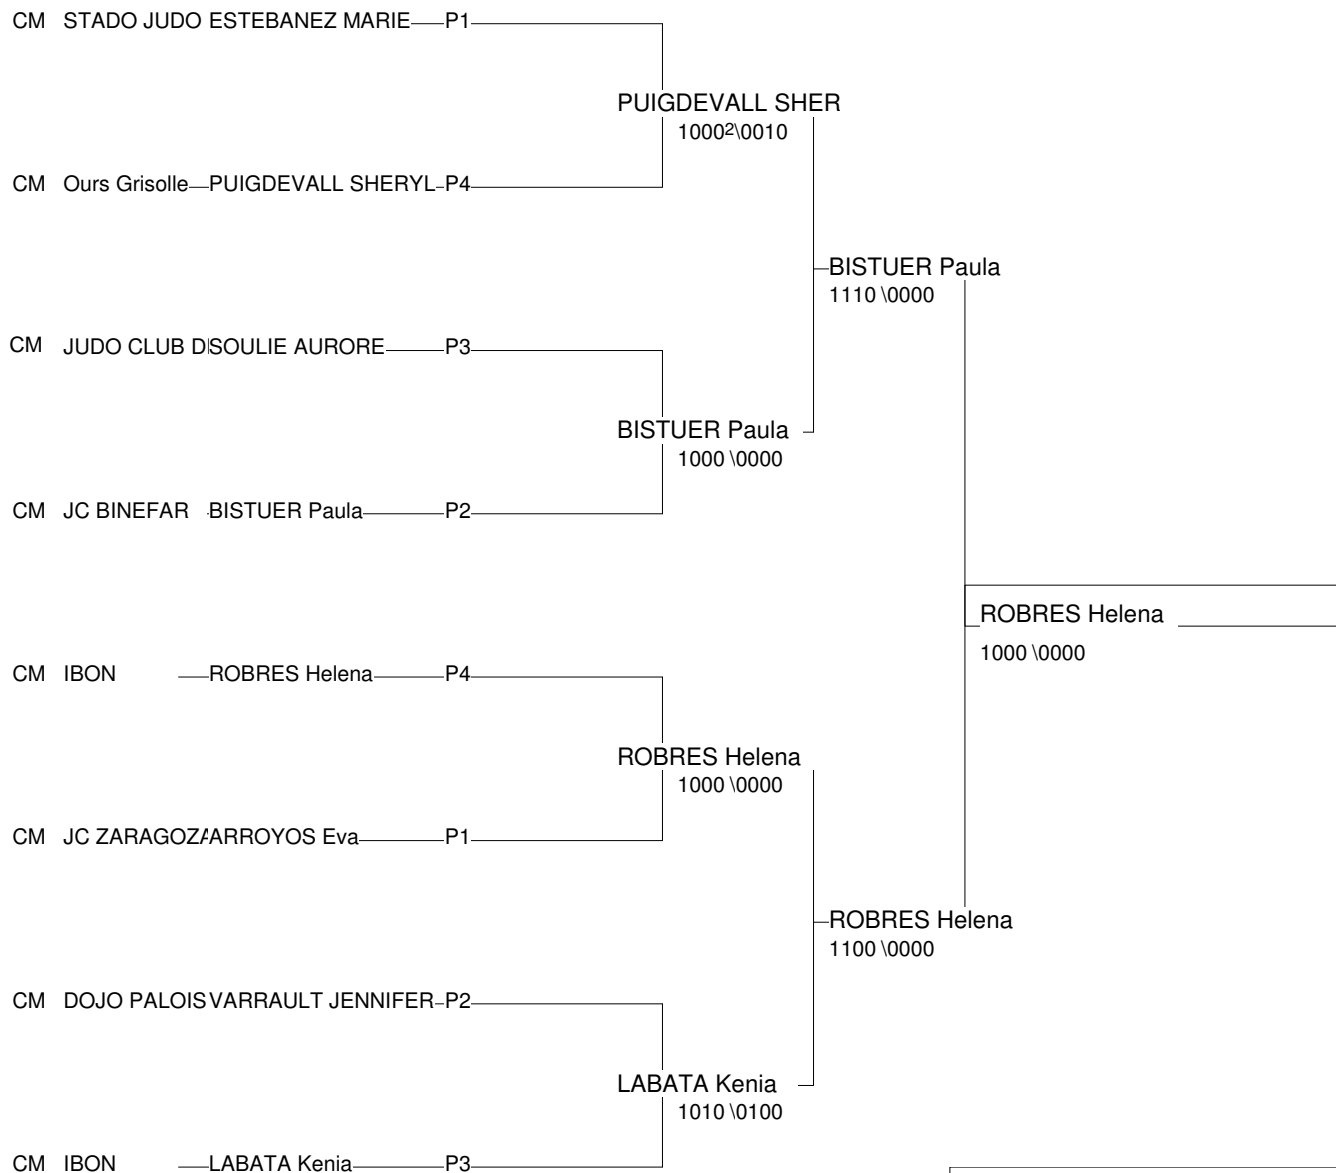 CM STADO JUDO ESTEBANEZ MARIE P1
PUIGDEVALL SHER
1000²\0010
CM Ours Grisolle PUIGDEVALL SHERYL P4
BISTUER Paula
1110 \0000
CM JUDO CLUB D SOULIE AURORE P3
BISTUER Paula
1000 \0000
CM JC BINEFAR BISTUER Paula P2
ROBRES Helena
1000 \0000
CM IBON ROBRES Helena P4
ROBRES Helena
1000 \0000
CM JC ZARAGOZA ARROYOS Eva P1
ROBRES Helena
1100 \0000
CM DOJO PALOIS VARRAULT JENNIFER P2
LABATA Kenia
1010 \0100
CM IBON LABATA Kenia P3